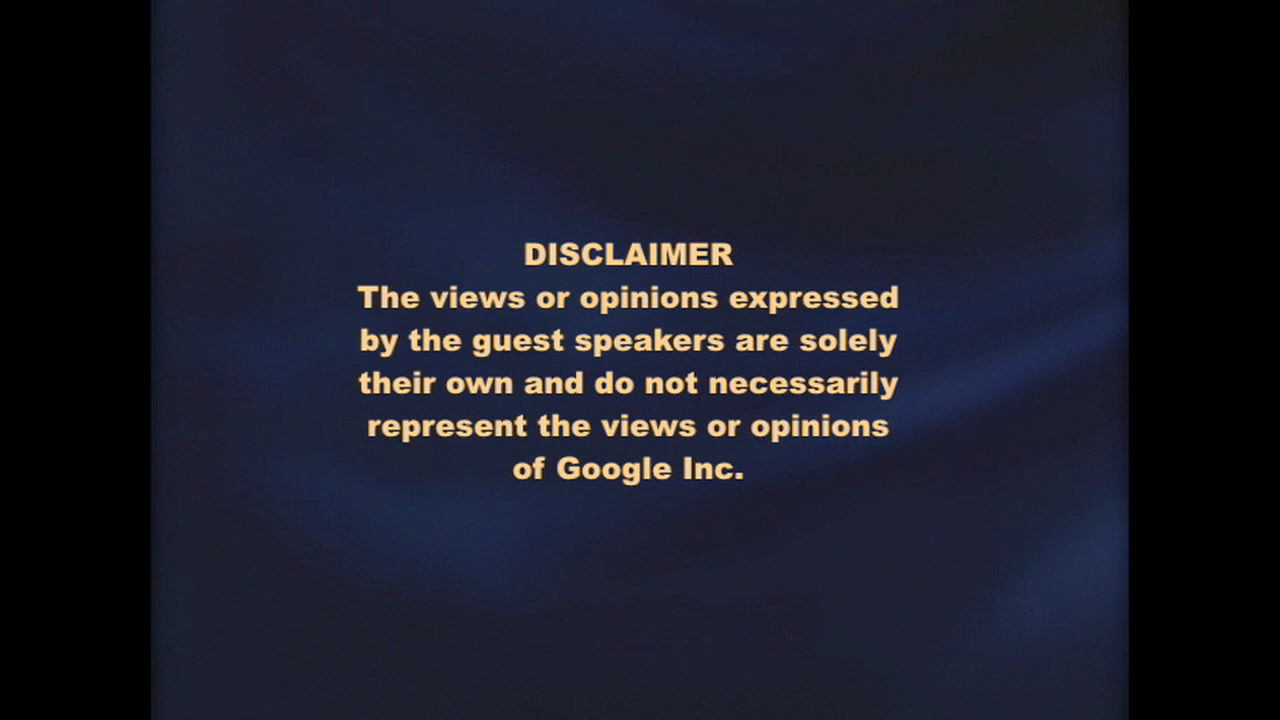 DISCLAIMER
The views or opinions expressed
by the guest speakers are solely
their own and do not necessarily
represent the views or opinions
of Google Inc.